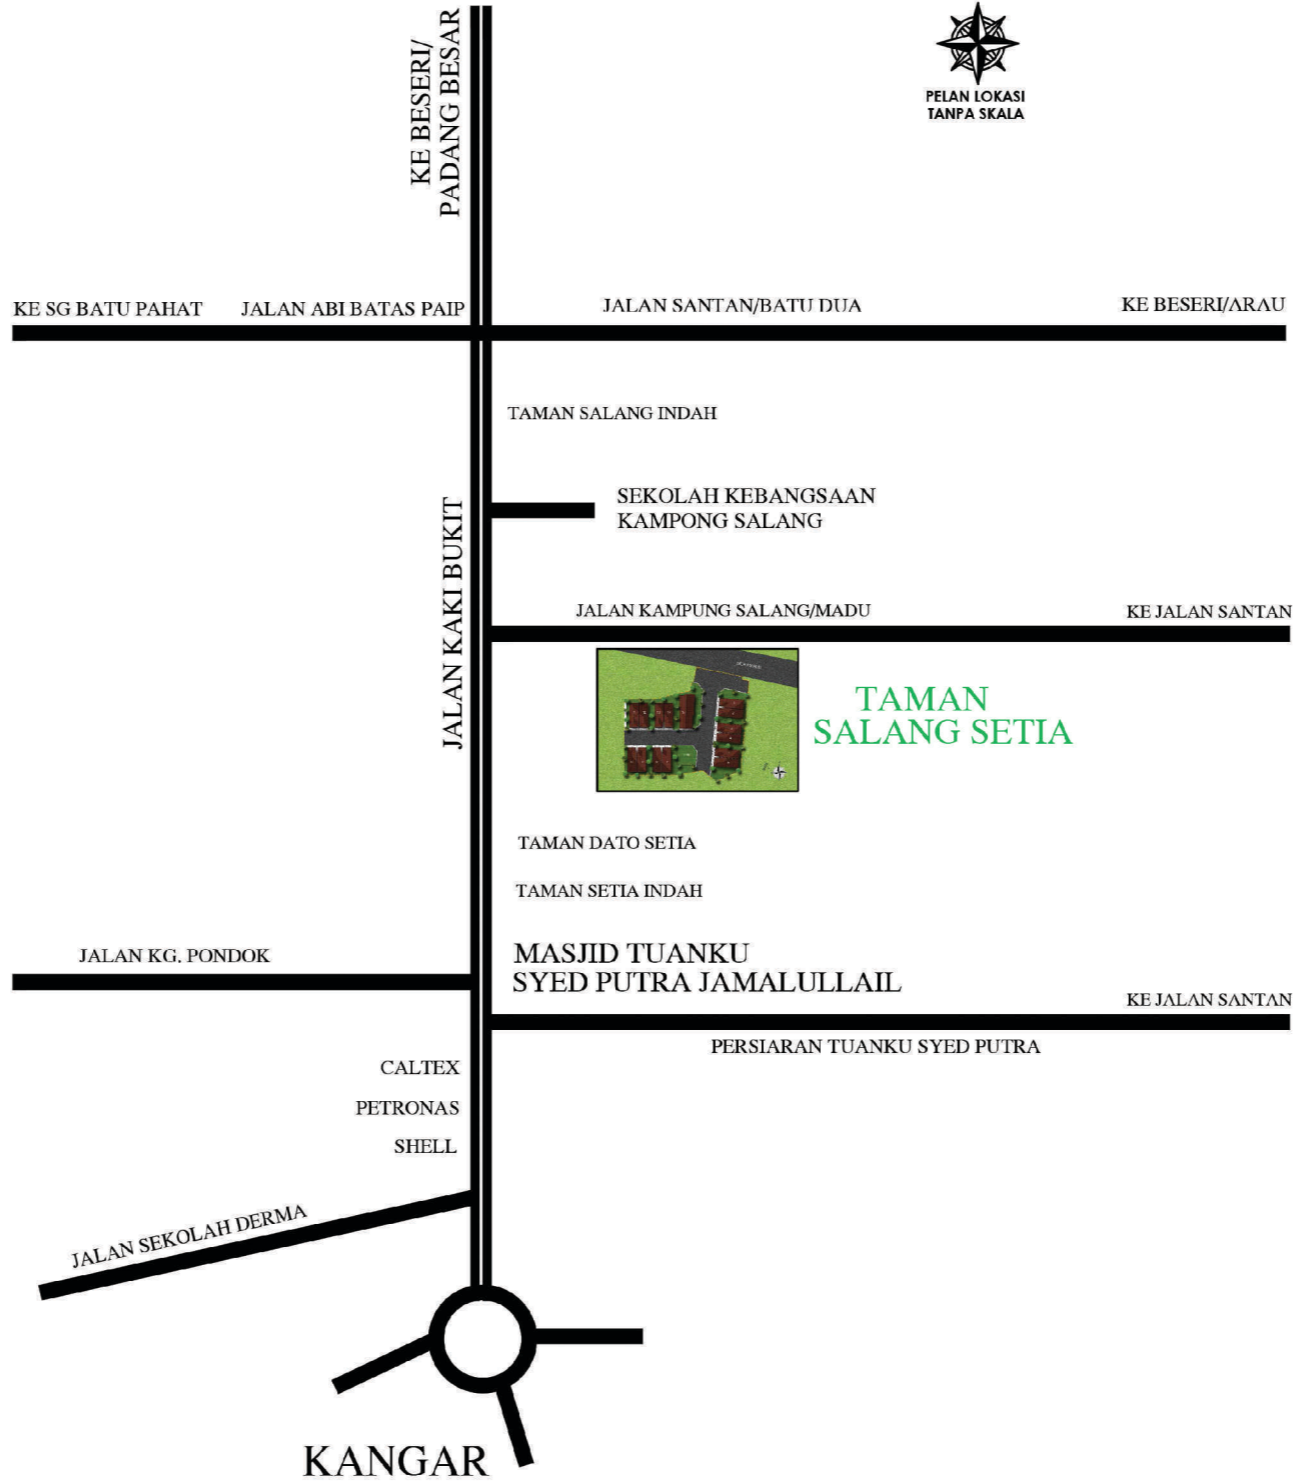 KE BESERI/
PADANG BESAR
PELAN LOKASI
TANPA SKALA
KE SG BATU PAHAT
JALAN ABI BATAS PAIP
JALAN SANTAN/BATU DUA
KE BESERI/ARAU
TAMAN SALANG INDAH
SEKOLAH KEBANGSAAN
KAMPONG SALANG
JALAN KAKI BUKIT
JALAN KAMPUNG SALANG/MADU
KE JALAN SANTAN
TAMAN
SALANG SETIA
TAMAN DATO SETIA
TAMAN SETIA INDAH
JALAN KG. PONDOK
MASJID TUANKU
SYED PUTRA JAMALULLAIL
KE JALAN SANTAN
PERSIARAN TUANKU SYED PUTRA
CALTEX
PETRONAS
SHELL
JALAN SEKOLAH DERMA
KANGAR